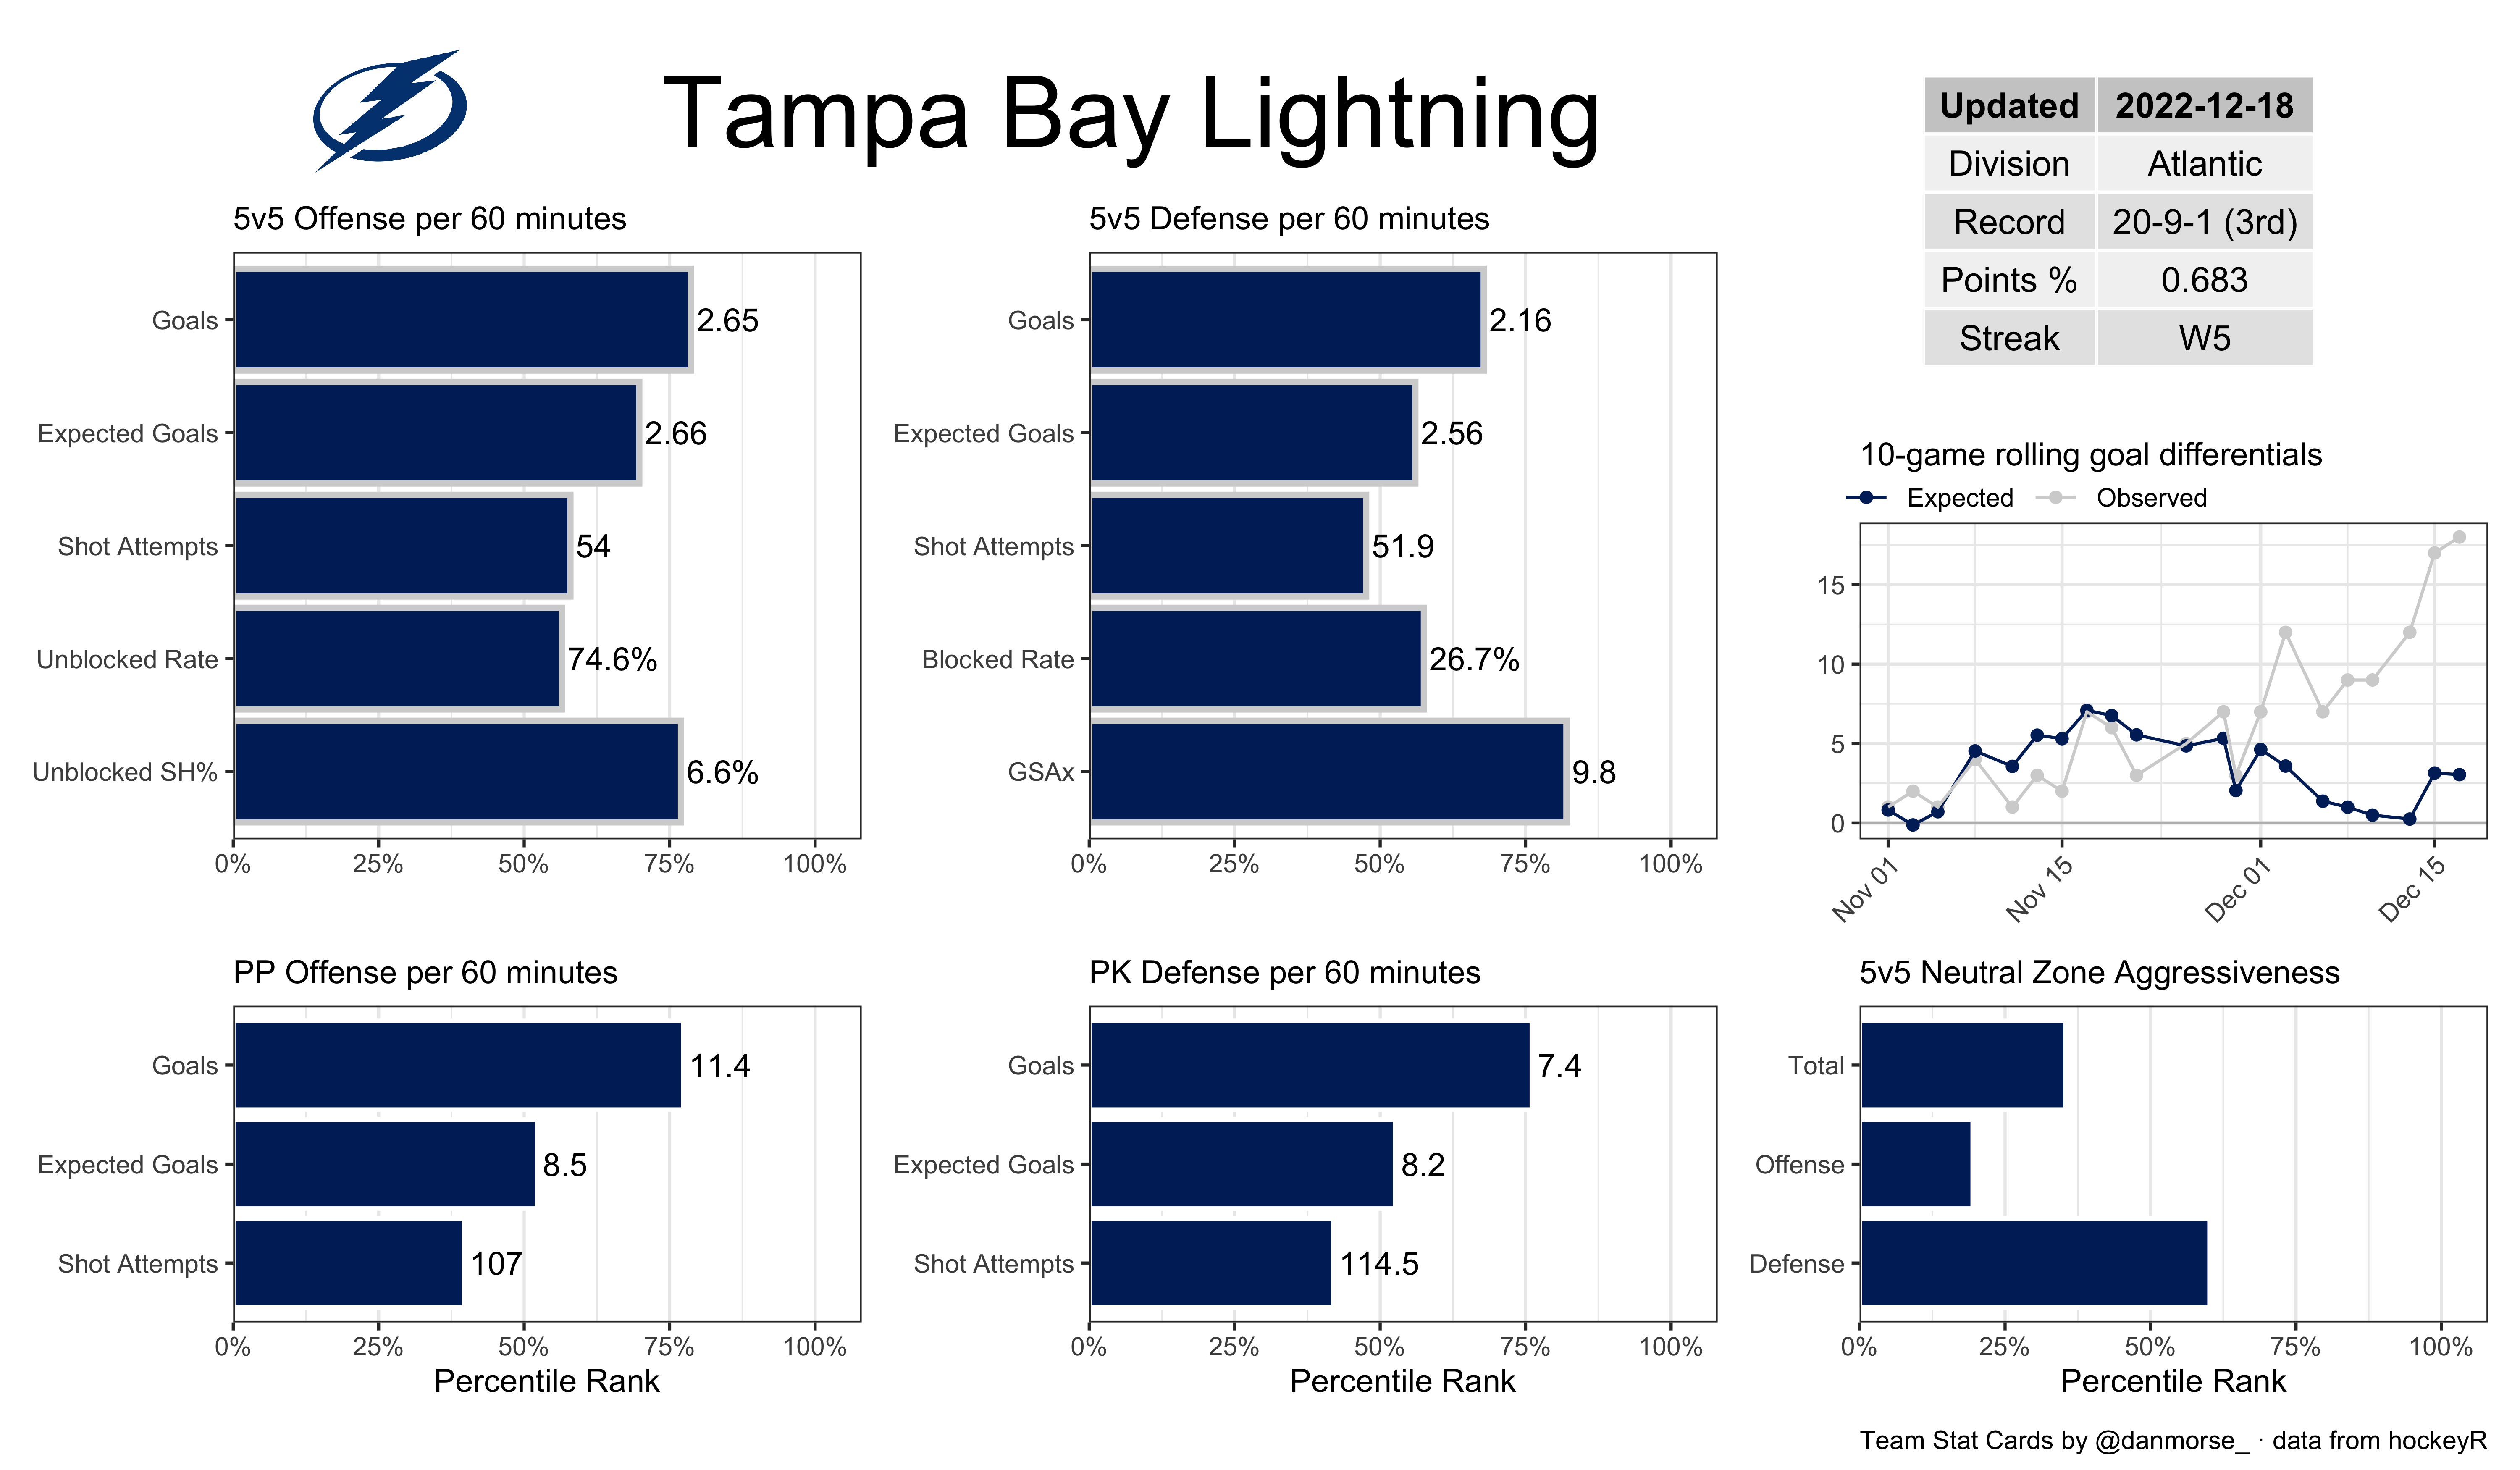 Tampa Bay Lightning
Updated 2022-12-18
Division Atlantic
Record 20-9-1 (3rd)
Points % 0.683
Streak W5
5v5 Offense per 60 minutes
Goals 2.65
Expected Goals 2.66
Shot Attempts 54
Unblocked Rate 74.6%
Unblocked SH% 6.6%
0% 25% 50% 75% 100%
5v5 Defense per 60 minutes
Goals 2.16
Expected Goals 2.56
Shot Attempts 51.9
Blocked Rate 26.7%
GSAx 9.8
0% 25% 50% 75% 100%
10-game rolling goal differentials
Expected Observed
15
10
5
0
Nov 01 Nov 15 Dec 01 Dec 15
PP Offense per 60 minutes
Goals 11.4
Expected Goals 8.5
Shot Attempts 107
0% 25% 50% 75% 100%
Percentile Rank
PK Defense per 60 minutes
Goals 7.4
Expected Goals 8.2
Shot Attempts 114.5
0% 25% 50% 75% 100%
Percentile Rank
5v5 Neutral Zone Aggressiveness
Total
Offense
Defense
0% 25% 50% 75% 100%
Percentile Rank
Team Stat Cards by @danmorse_ · data from hockeyR